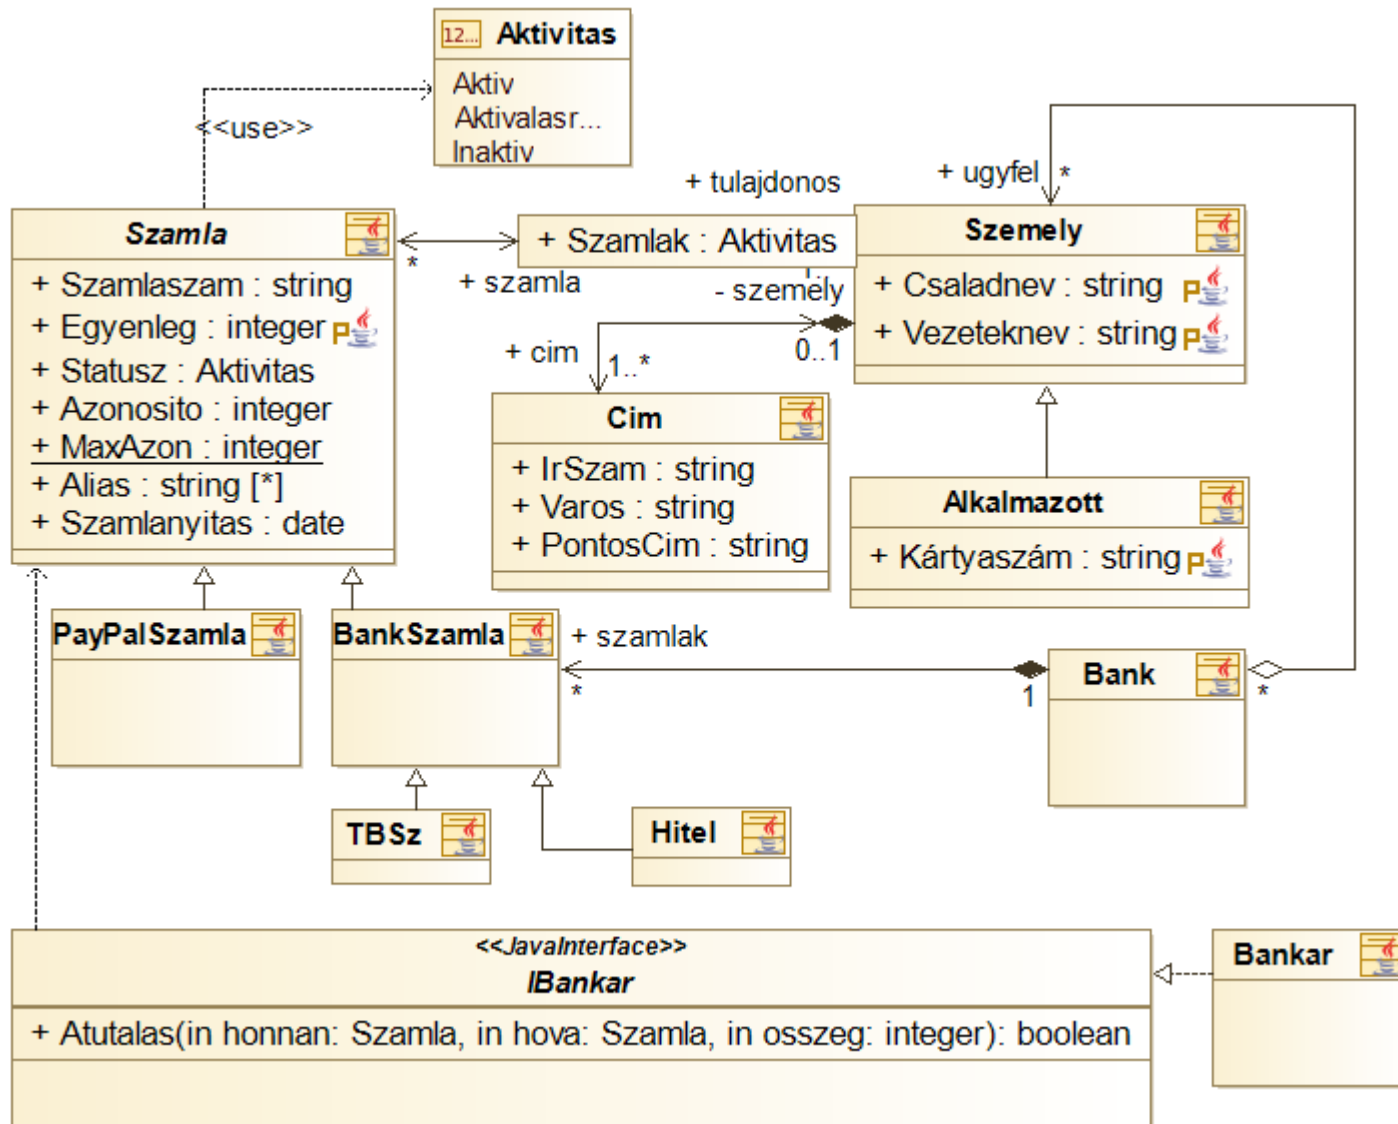 12... Aktivitas
Aktiv
Aktivalasr...
Inaktiv
<<use>>
+ tulajdonos
+ ugyfel
*
Szamla
+ Szamlaszam : string
+ Egyenleg : integer P
+ Statusz : Aktivitas
+ Azonosito : integer
+ MaxAzon : integer
+ Alias : string [*]
+ Szamlanyitas : date
*
+ szamla
+ Szamlak : Aktivitas
Szemely
+ Csaladnev : string P
+ Vezeteknev : string P
- szemely
0..1
+ cim
1..*
Cim
+ IrSzam : string
+ Varos : string
+ PontosCim : string
Alkalmazott
+ Kártyaszám : string P
PayPalSzamla
BankSzamla
+ szamlak
*
1
Bank
*
TBSz
Hitel
<<JavaInterface>>
IBankar
+ Atutalas(in honnan: Szamla, in hova: Szamla, in osszeg: integer): boolean
Bankar